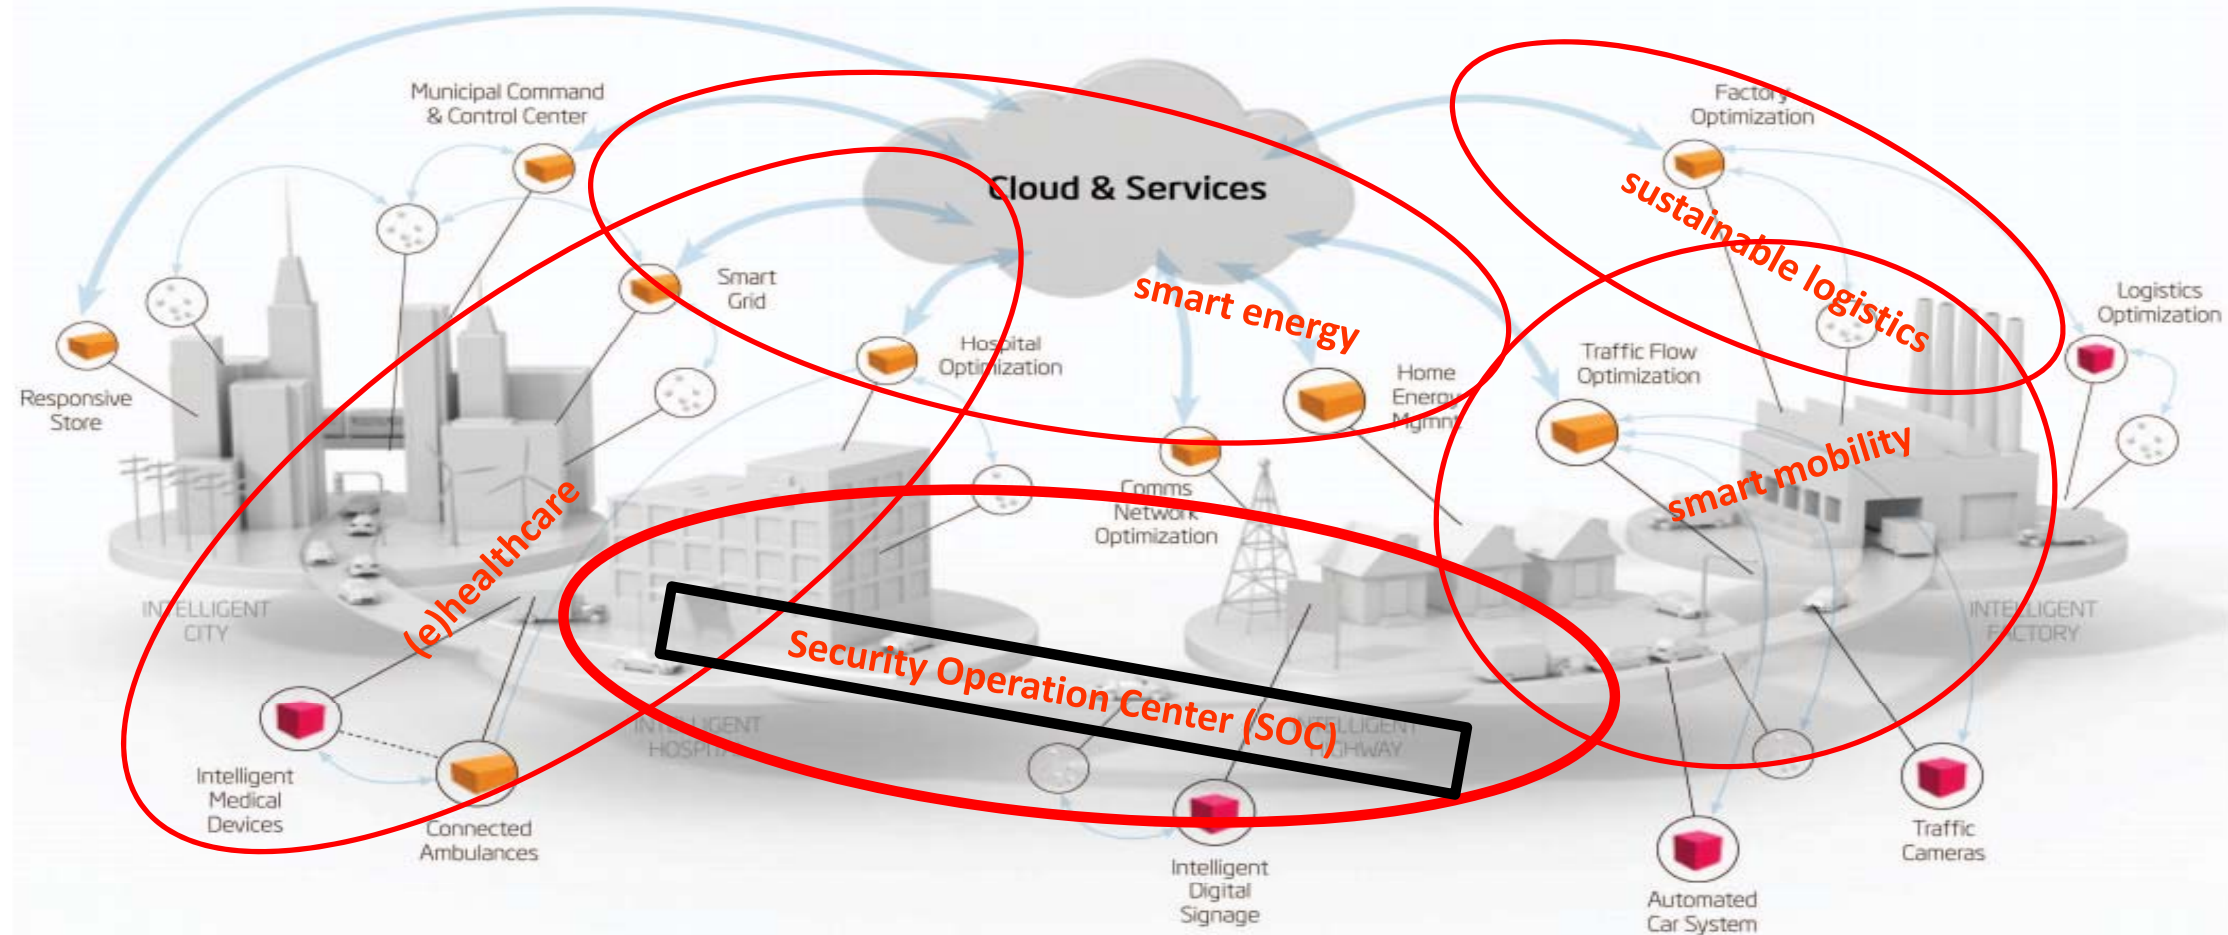 Municipal Command
& Control Center
Factory
Optimization
Cloud & Services
sustainable logistics
Smart
Grid
smart energy
Logistics
Optimization
Hospital
Optimization
Traffic Flow
Optimization
Home
Energy
Mgmnt
Responsive
Store
smart mobility
Comms
Network
Optimization
(e)healthcare
INTELLIGENT
CITY
INTELLIGENT
FACTORY
Security Operation Center (SOC)
INTELLIGENT
HOSPITAL
INTELLIGENT
HIGHWAY
Intelligent
Medical
Devices
Connected
Ambulances
Intelligent
Digital
Signage
Traffic
Cameras
Automated
Car System